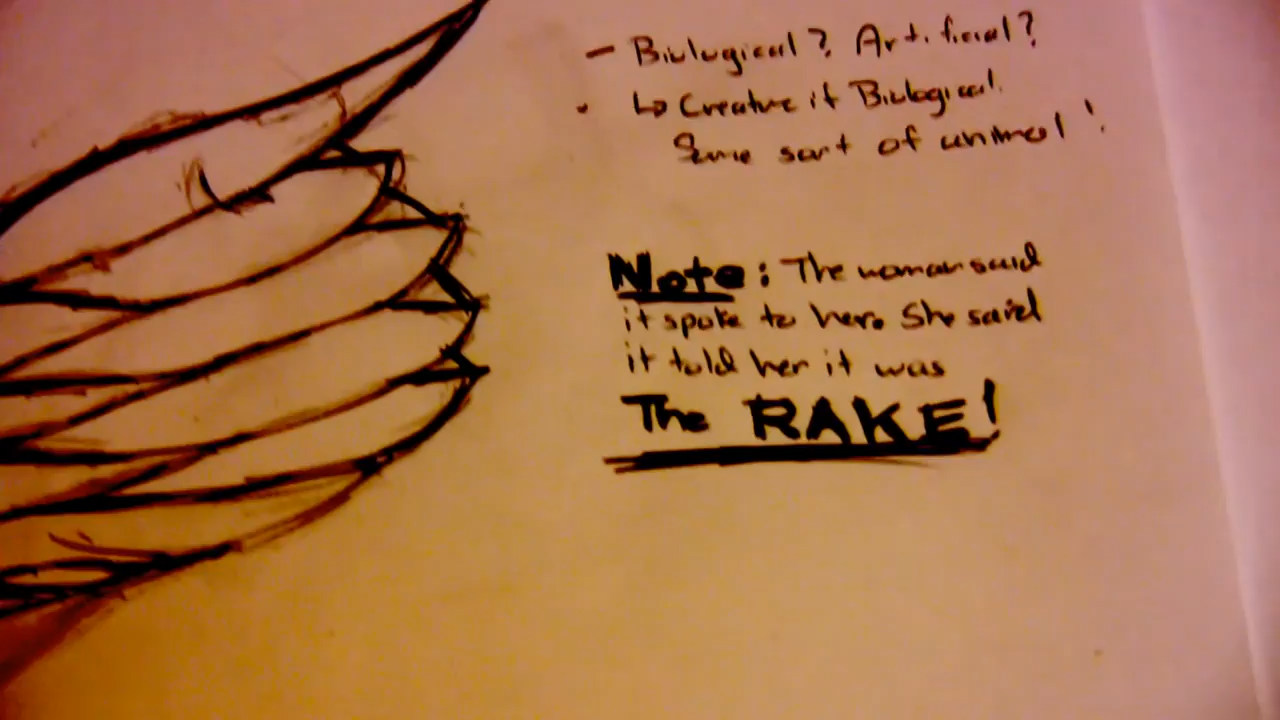 - Biological? Artificial?
↳ Creature if Biological.
Some sort of animal!
Note: The woman said
it spoke to her. She said
it told her it was
The RAKE!